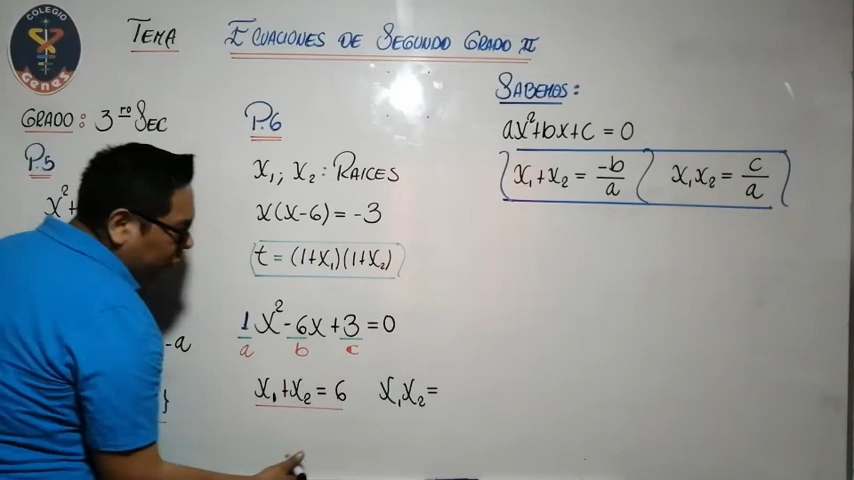 COLEGIO
Genes
TEMA
ECUACIONES DE SEGUNDO GRADO II
GRADO: 3ro SEC
P.5
x²+
-a
}
P.6
x₁; x₂: RAICES
x(x-6) = -3
t = (1+x₁)(1+x₂)
1x²-6x+3=0
a b c
x₁+x₂ = 6 x₁x₂ =
SABEMOS:
ax²+bx+c = 0
x₁+x₂ = -b/a x₁x₂ = c/a